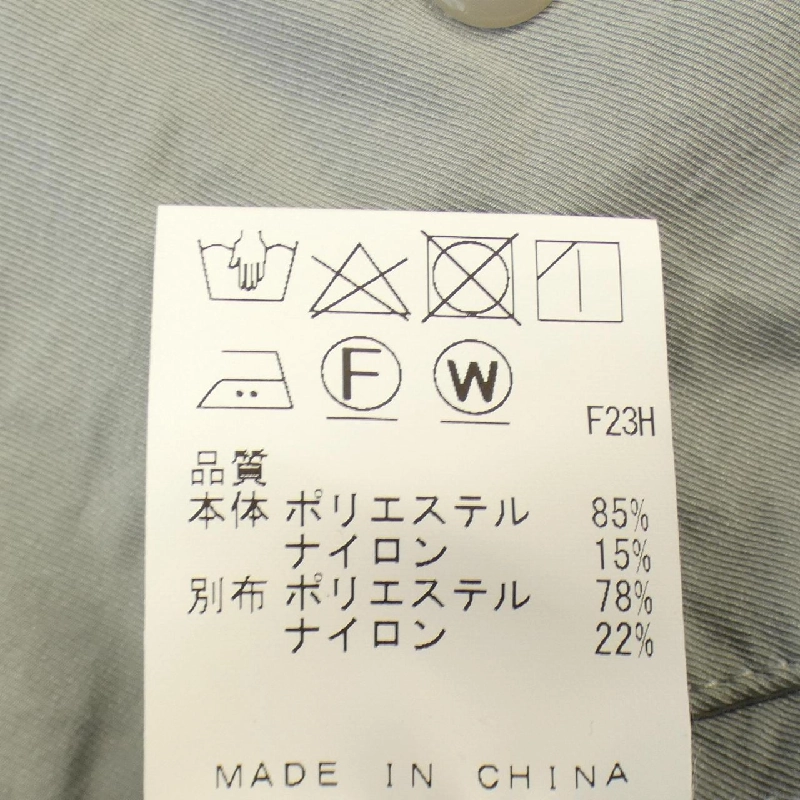 F W
F23H
品質
本体 ポリエステル 85%
ナイロン 15%
別布 ポリエステル 78%
ナイロン 22%
MADE IN CHINA